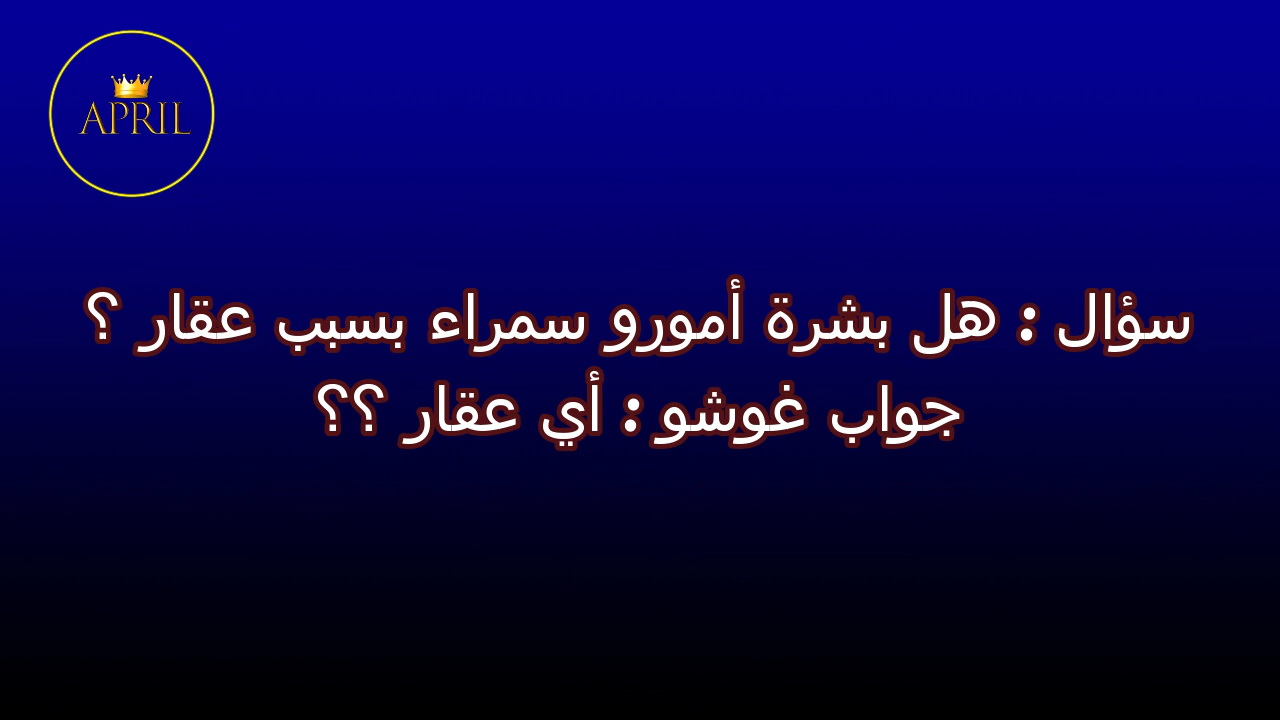 APRIL
سؤال : هل بشرة أمورو سمراء بسبب عقار ؟
جواب غوشو : أي عقار ؟؟